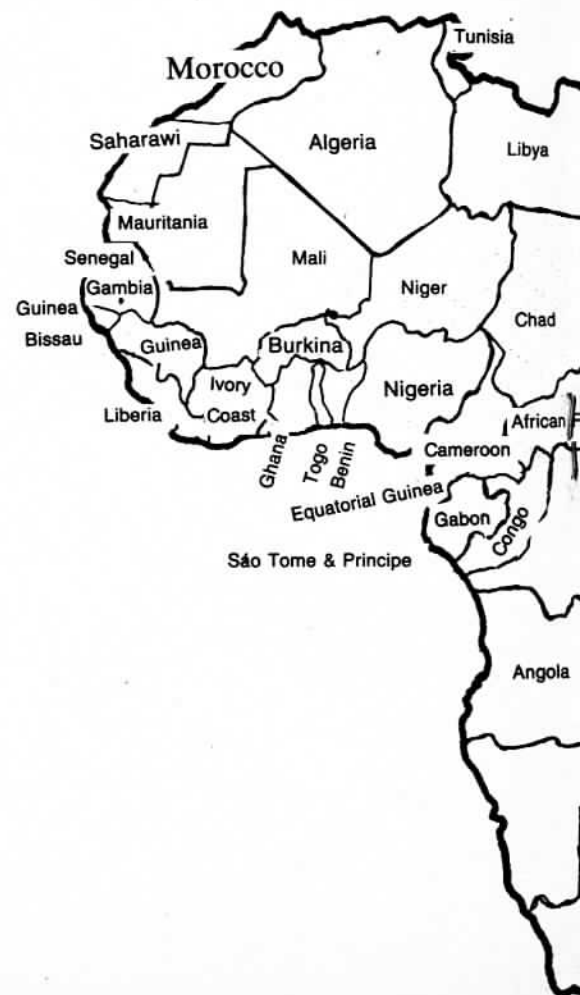 Tunisia
Morocco
Saharawi
Algeria
Libya
Mauritania
Senegal
Mali
Gambia
Niger
Guinea
Bissau
Guinea
Burkina
Chad
Ivory
Coast
Nigeria
Liberia
African
Ghana
Togo
Benin
Cameroon
Equatorial Guinea
Gabon
Congo
Sáo Tome & Principe
Angola